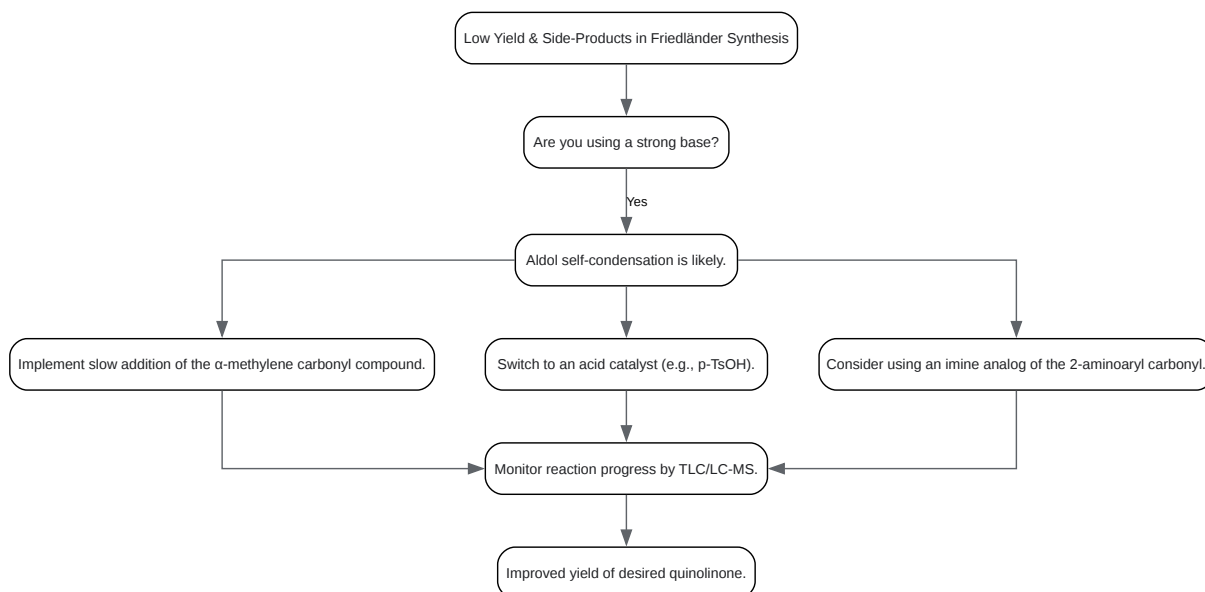 Low Yield & Side-Products in Friedländer Synthesis
Are you using a strong base?
Yes
Aldol self-condensation is likely.
Implement slow addition of the α-methylene carbonyl compound.
Switch to an acid catalyst (e.g., p-TsOH).
Consider using an imine analog of the 2-aminoaryl carbonyl.
Monitor reaction progress by TLC/LC-MS.
Improved yield of desired quinolinone.